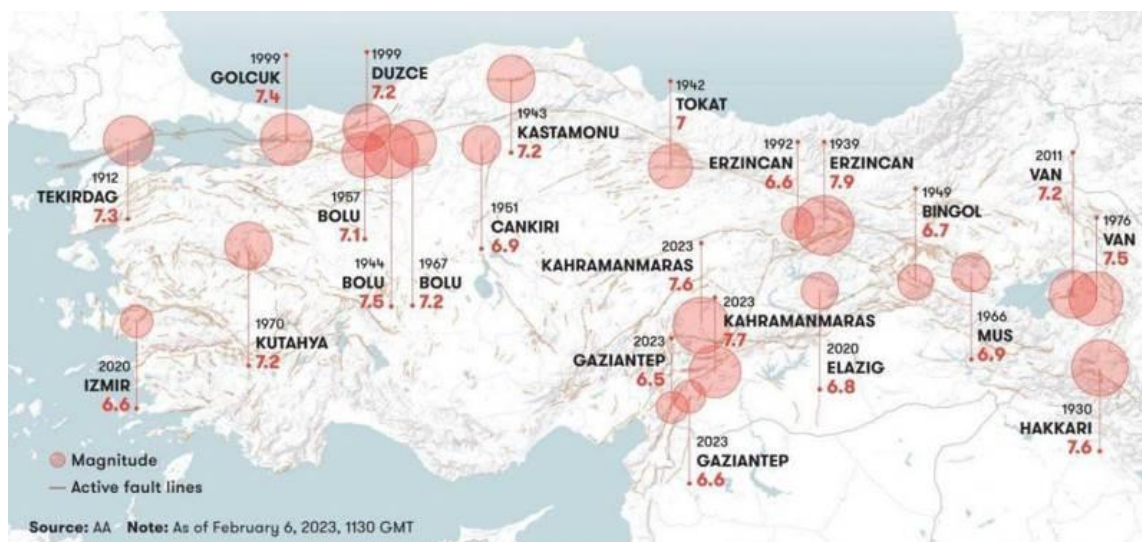 1999
GOLCUK
7.4
1999
DUZCE
7.2
1943
KASTAMONU
7.2
1942
TOKAT
7
1992
ERZINCAN
6.6
1939
ERZINCAN
7.9
2011
VAN
7.2
1912
TEKIRDAG
7.3
1957
BOLU
7.1
1951
CANKIRI
6.9
1949
BINGOL
6.7
1976
VAN
7.5
1944
BOLU
7.5
1967
BOLU
7.2
2023
KAHRAMANMARAS
7.6
2023
KAHRAMANMARAS
7.7
1970
KUTAHYA
7.2
2023
GAZIANTEP
6.5
2020
ELAZIG
6.8
1966
MUS
6.9
2020
IZMIR
6.6
2023
GAZIANTEP
6.6
1930
HAKKARI
7.6
Magnitude
Active fault lines
Source: AA Note: As of February 6, 2023, 1130 GMT